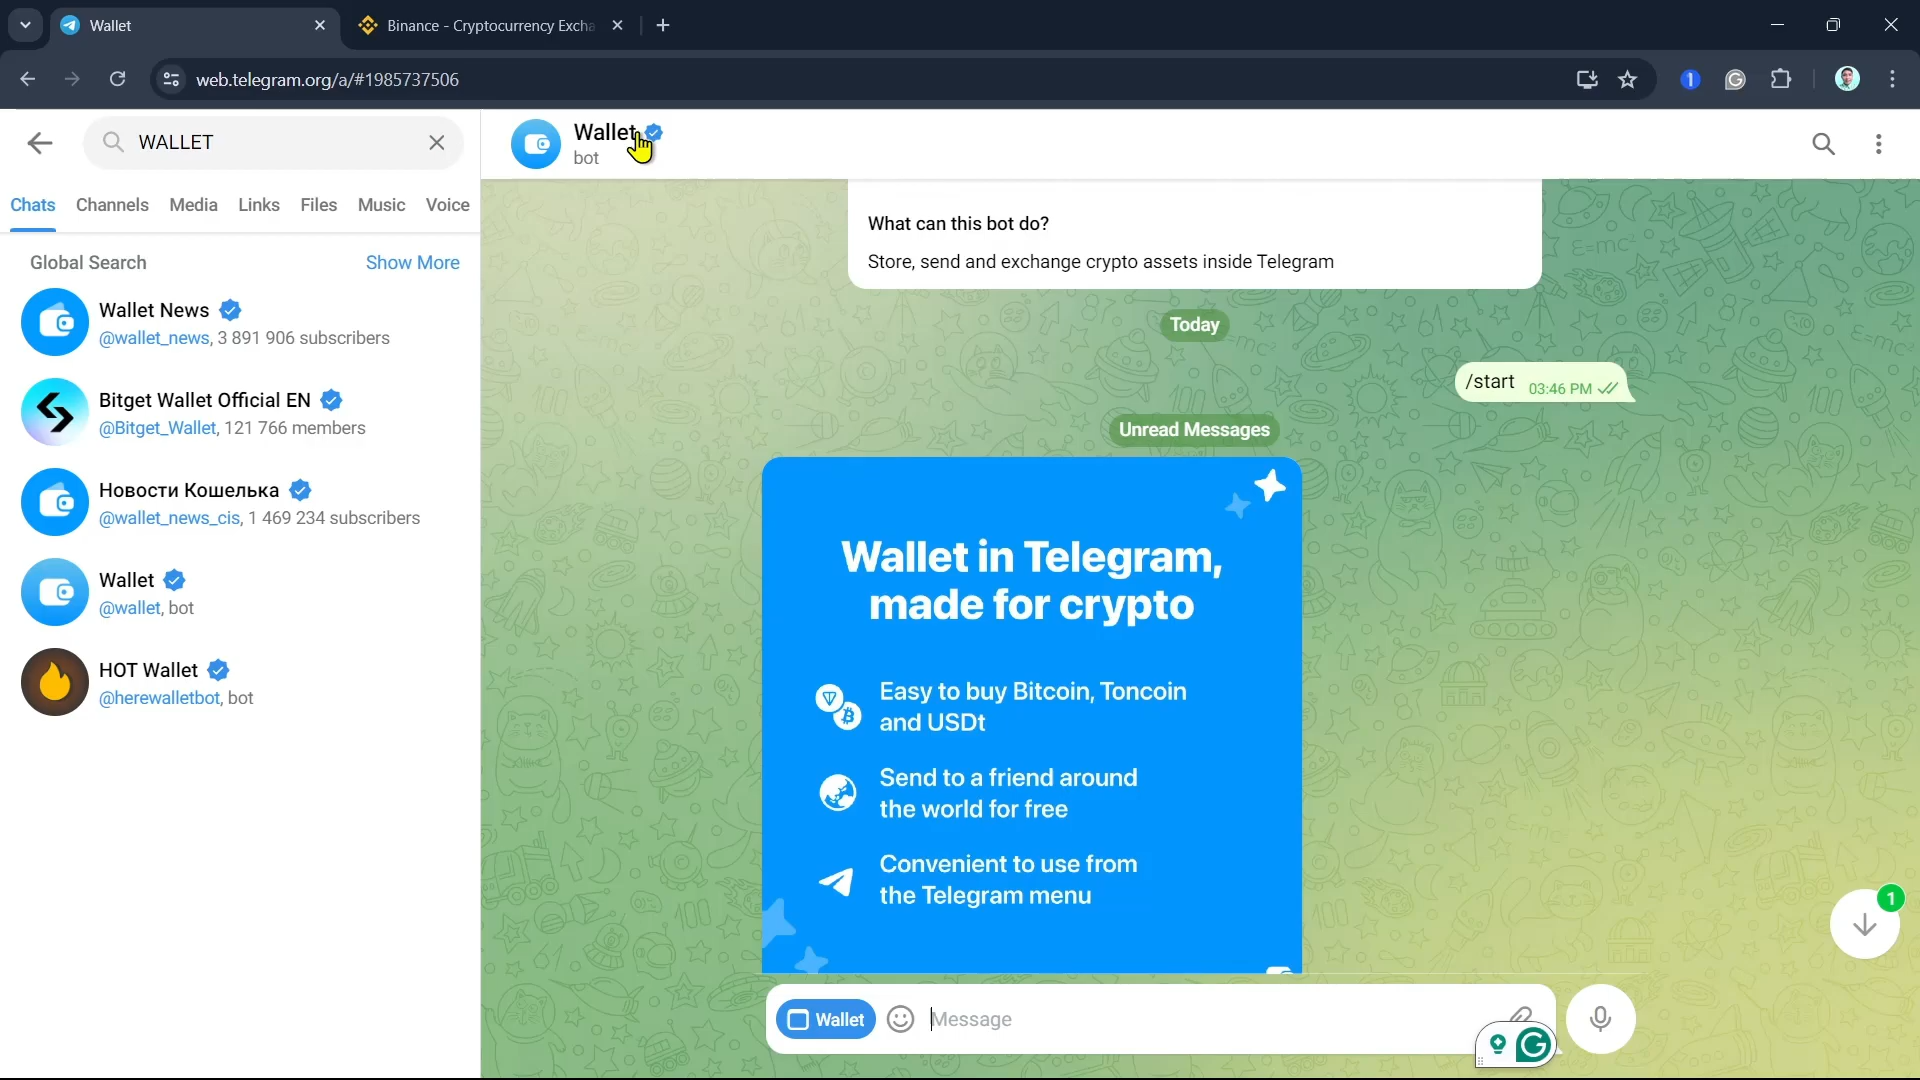 Wallet
Binance - Cryptocurrency Excha
web.telegram.org/a/#1985737506
WALLET
Chats Channels Media Links Files Music Voice
Global Search Show More
Wallet News
@wallet_news, 3 891 906 subscribers
Bitget Wallet Official EN
@Bitget_Wallet, 121 766 members
Новости Кошелька
@wallet_news_cis, 1 469 234 subscribers
Wallet
@wallet, bot
HOT Wallet
@herewalletbot, bot
Wallet
bot
What can this bot do?
Store, send and exchange crypto assets inside Telegram
Today
/start 03:46 PM
Unread Messages
Wallet in Telegram,
made for crypto
Easy to buy Bitcoin, Toncoin
and USDt
Send to a friend around
the world for free
Convenient to use from
the Telegram menu
1
Wallet Message